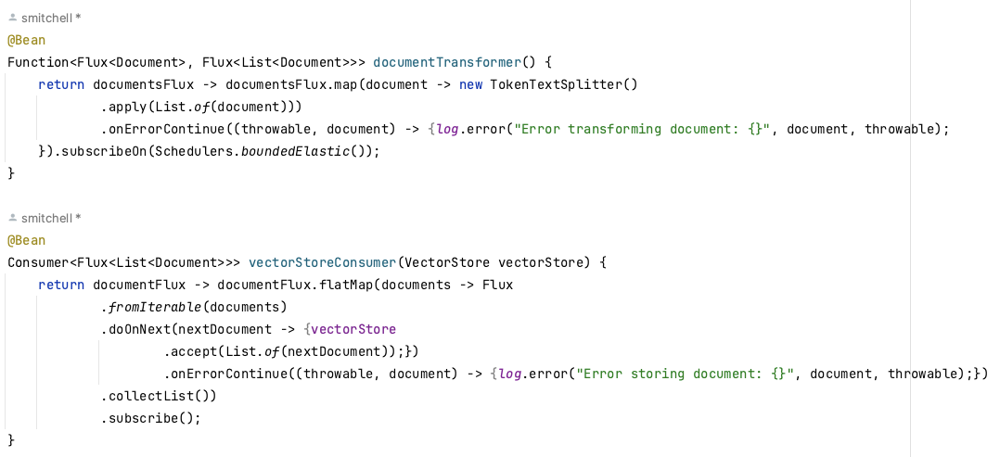 smitchell *
@Bean
Function<Flux<Document>, Flux<List<Document>>> documentTransformer() {
    return documentsFlux -> documentsFlux.map(document -> new TokenTextSplitter()
            .apply(List.of(document)))
            .onErrorContinue((throwable, document) -> {log.error("Error transforming document: {}", document, throwable);
    }).subscribeOn(Schedulers.boundedElastic());
}
smitchell *
@Bean
Consumer<Flux<List<Document>>> vectorStoreConsumer(VectorStore vectorStore) {
    return documentFlux -> documentFlux.flatMap(documents -> Flux
            .fromIterable(documents)
            .doOnNext(nextDocument -> {vectorStore
                    .accept(List.of(nextDocument));})
                    .onErrorContinue((throwable, document) -> {log.error("Error storing document: {}", document, throwable);})
            .collectList())
            .subscribe();
}